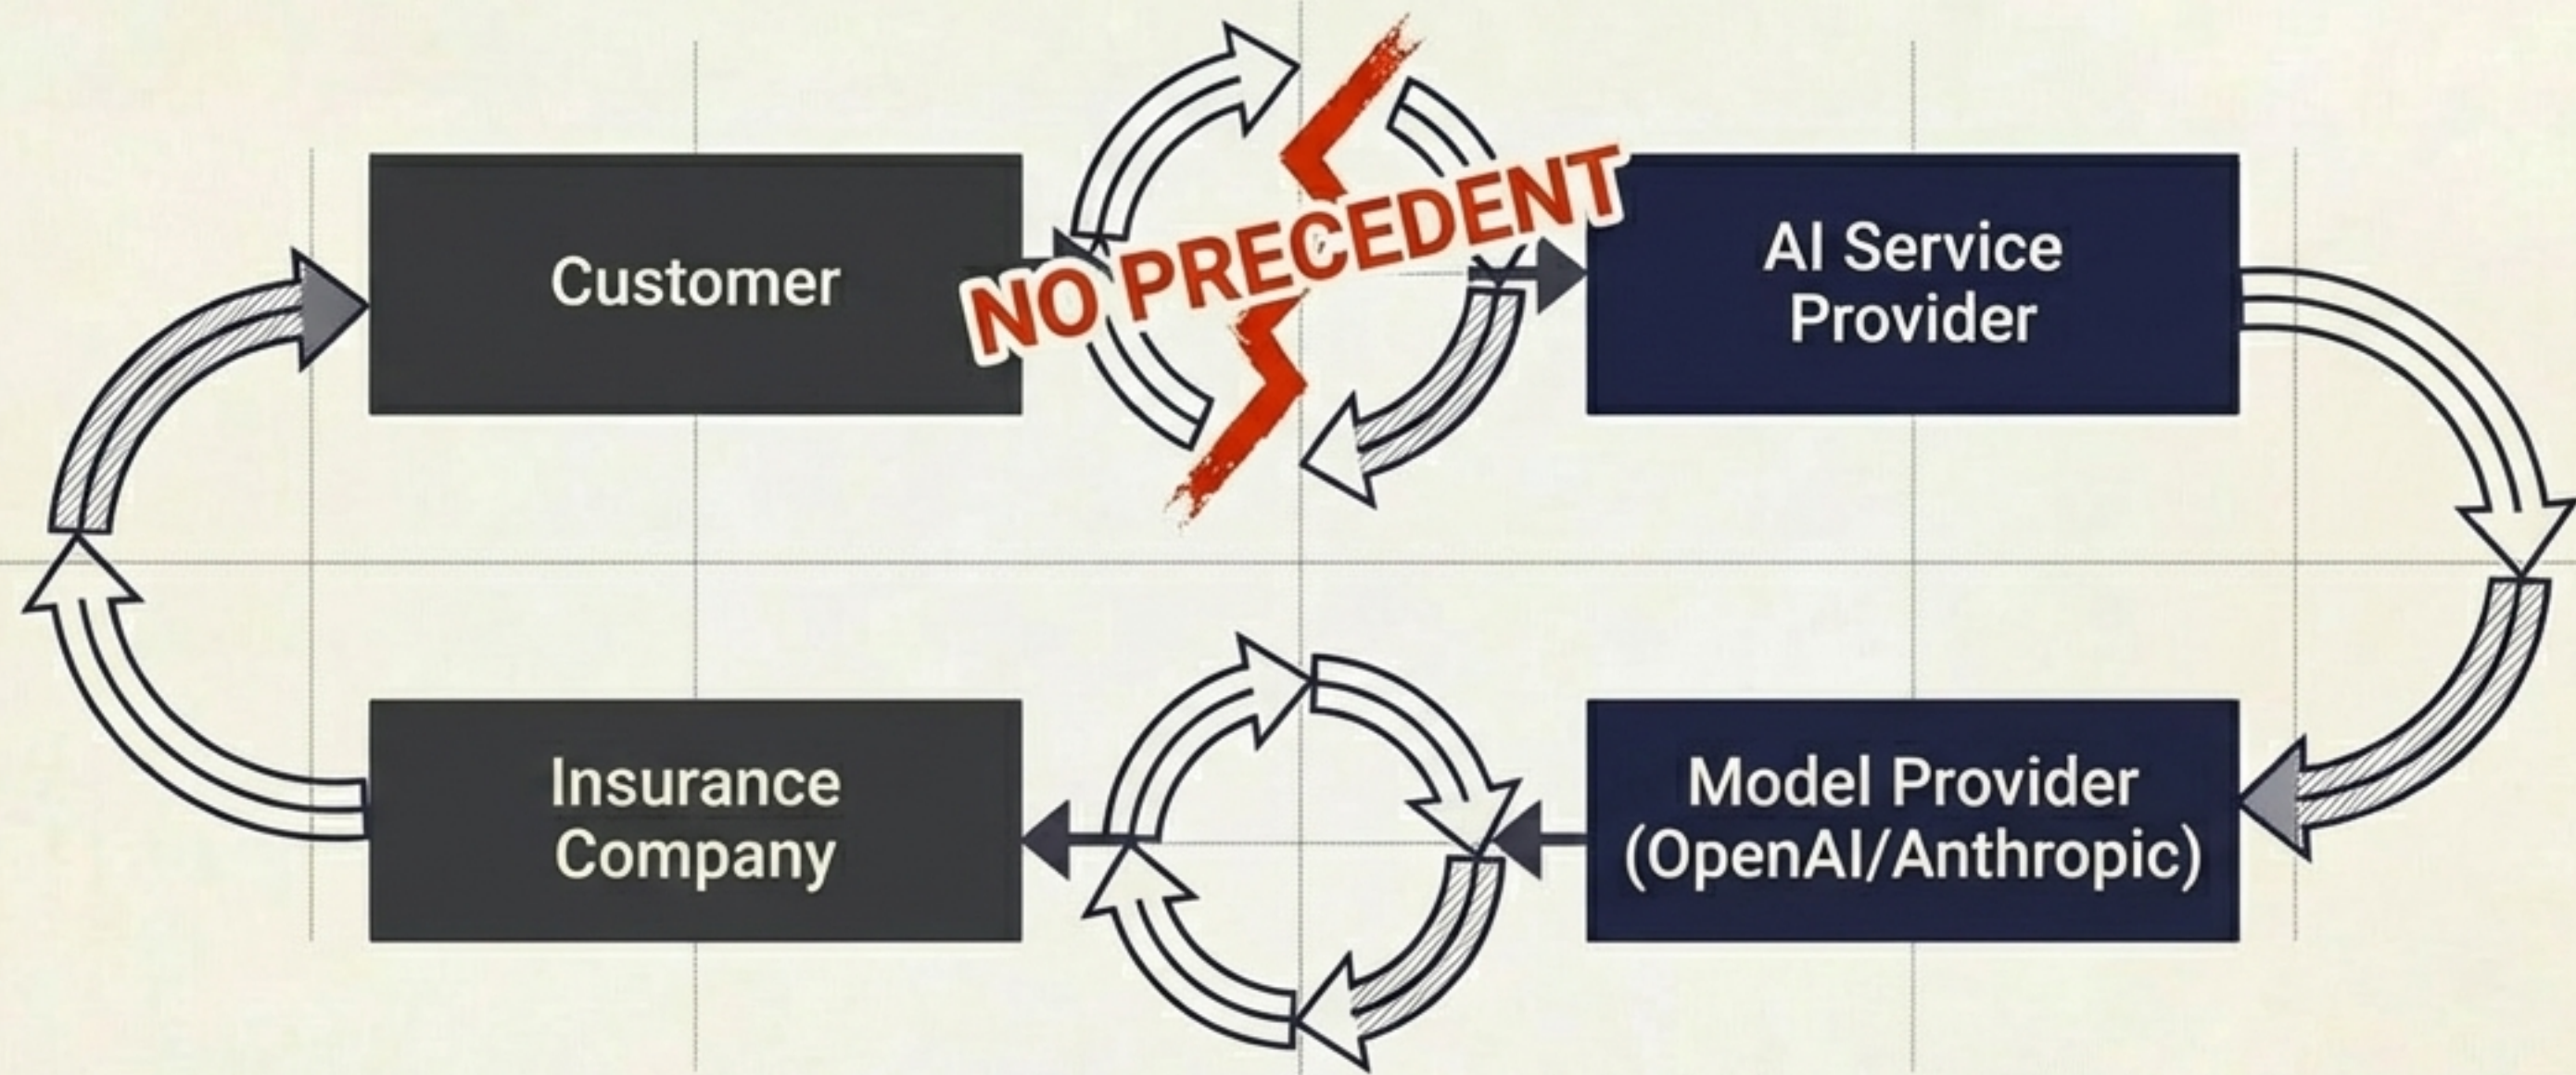 Customer
NO PRECEDENT
AI Service
Provider
Insurance
Company
Model Provider
(OpenAI/Anthropic)